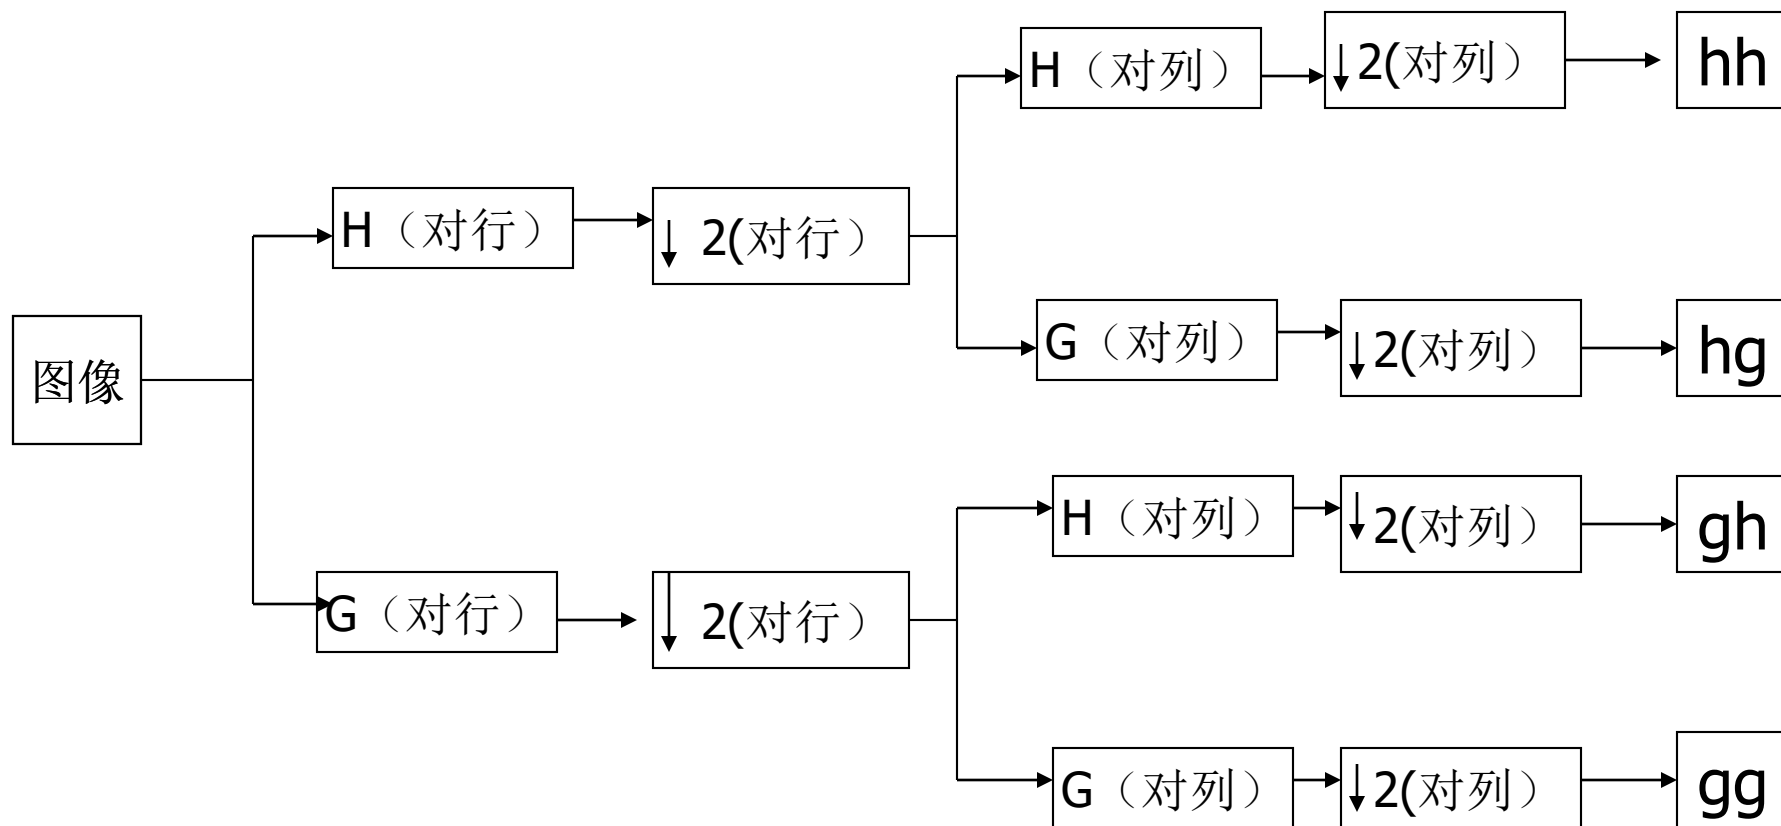 H（对列）
↓2(对列）
hh
H（对行）
↓ 2(对行）
G（对列）
↓2(对列）
hg
图像
H（对列）
↓2(对列）
gh
G（对行）
↓ 2(对行）
G（对列）
↓2(对列）
gg